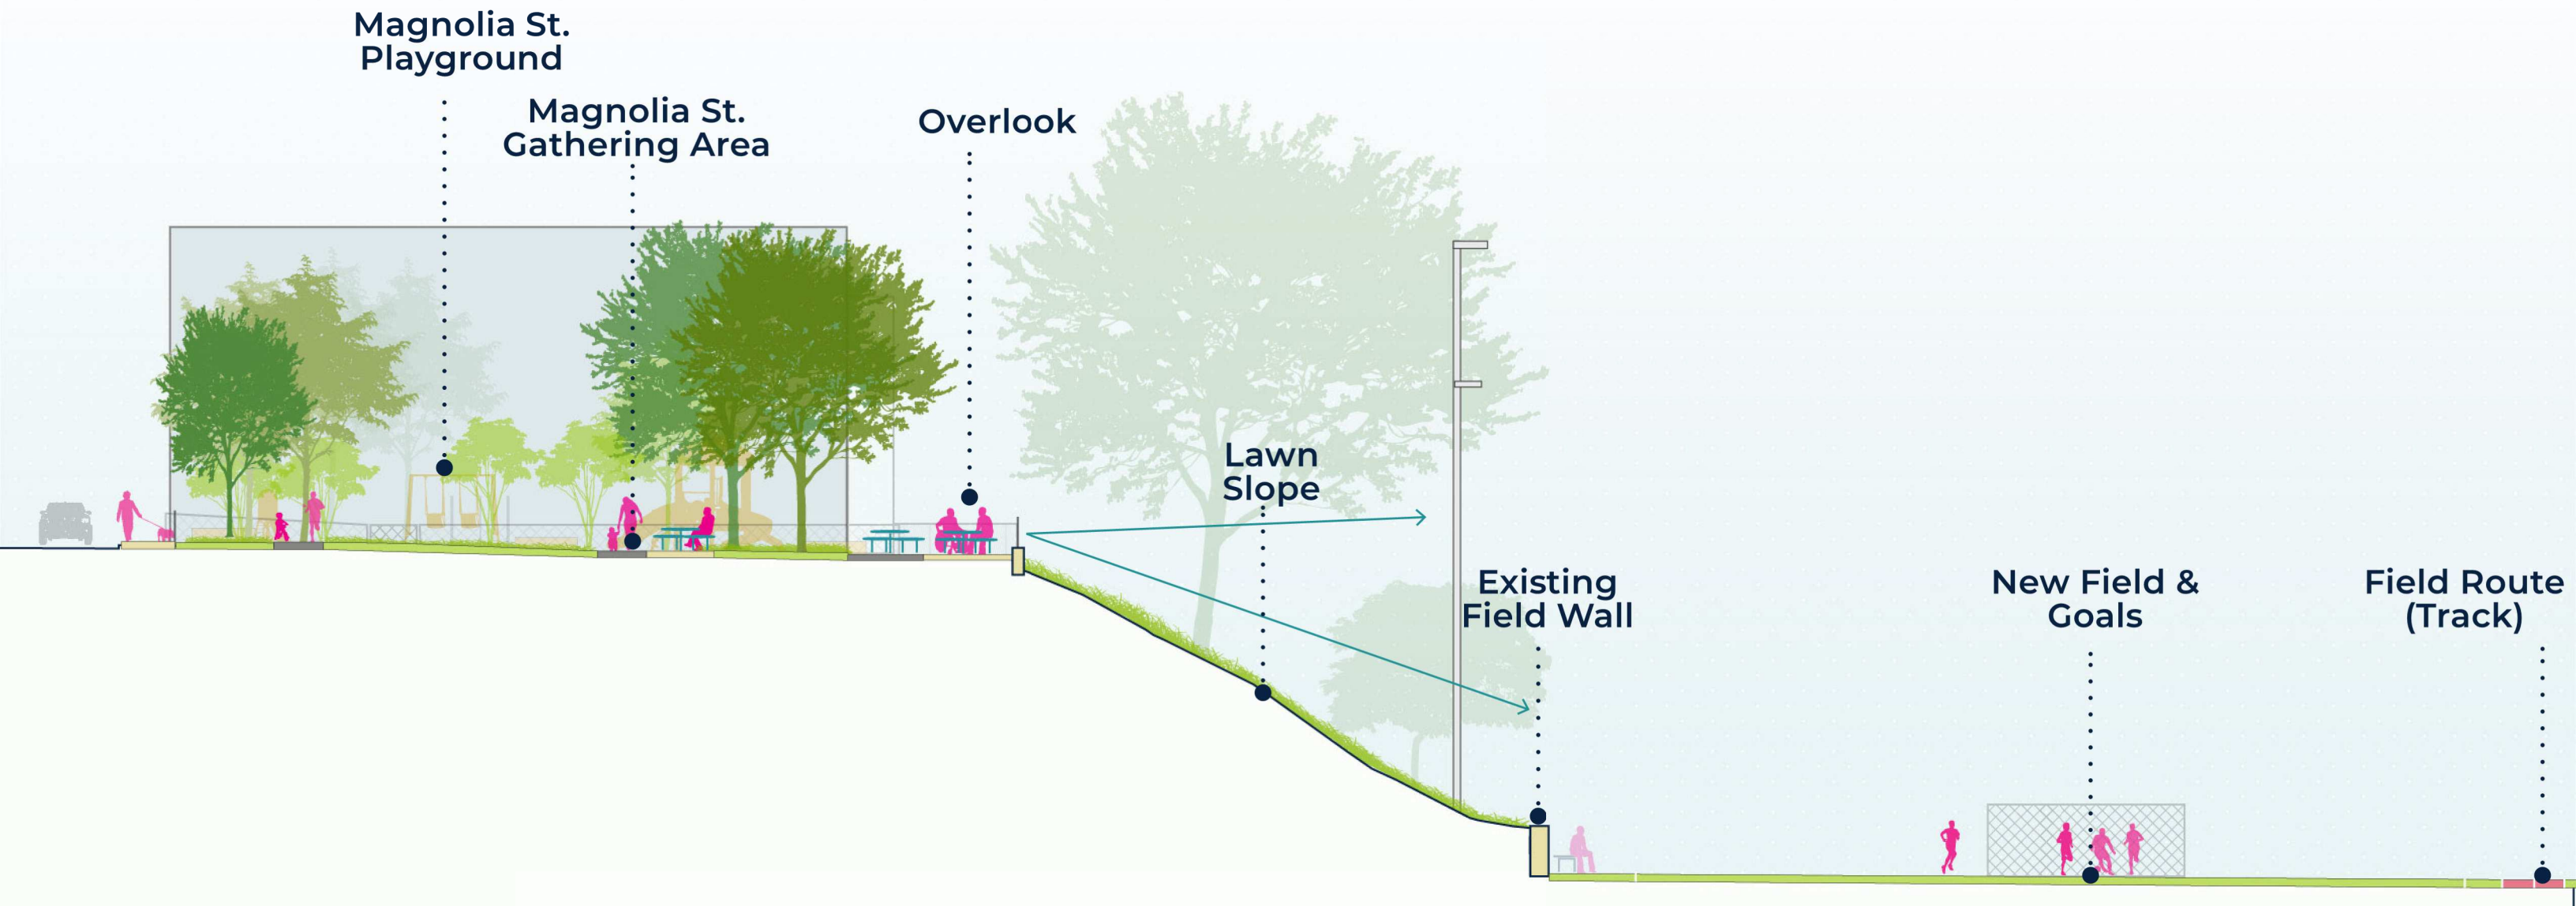 Magnolia St.
Playground
Magnolia St.
Gathering Area
Overlook
Lawn
Slope
Existing
Field Wall
New Field &
Goals
Field Route
(Track)